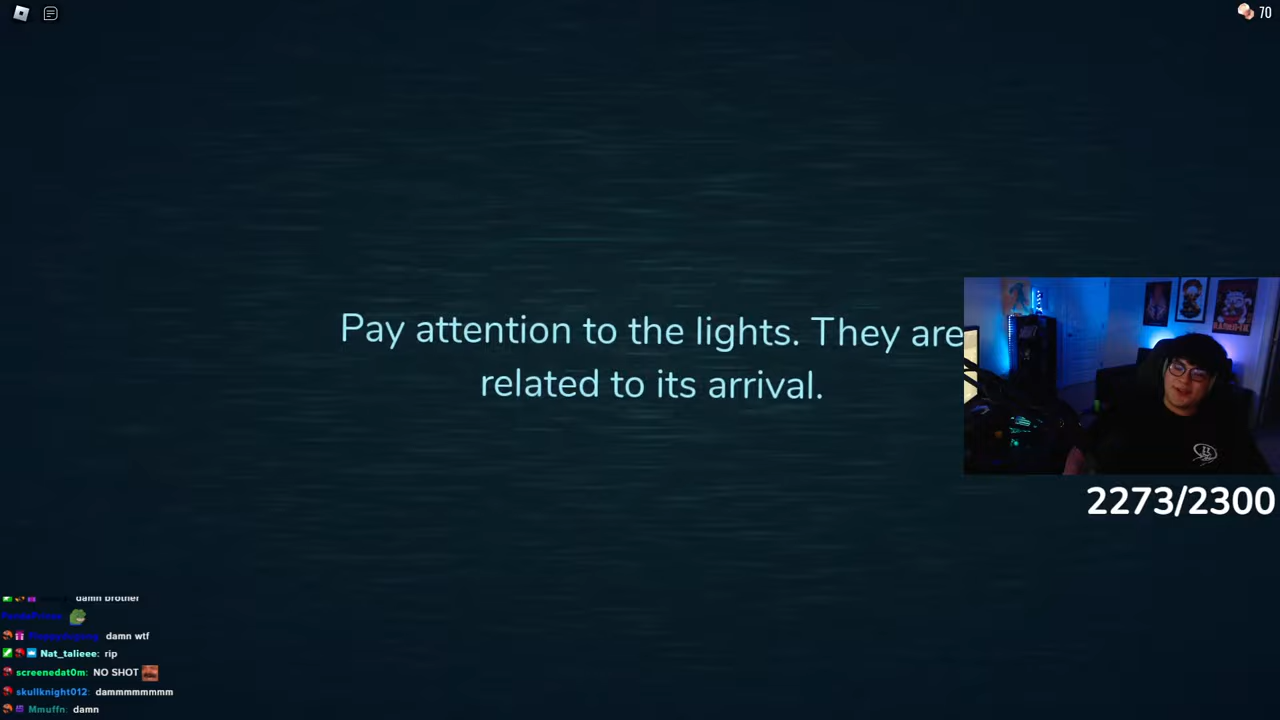 70
Pay attention to the lights. They are
related to its arrival.
2273/2300
damn brother
damn wtf
Nat_talieee: rip
screenedat0m: NO SHOT
skullknight012: dammmmmmmm
Mmuffn: damn